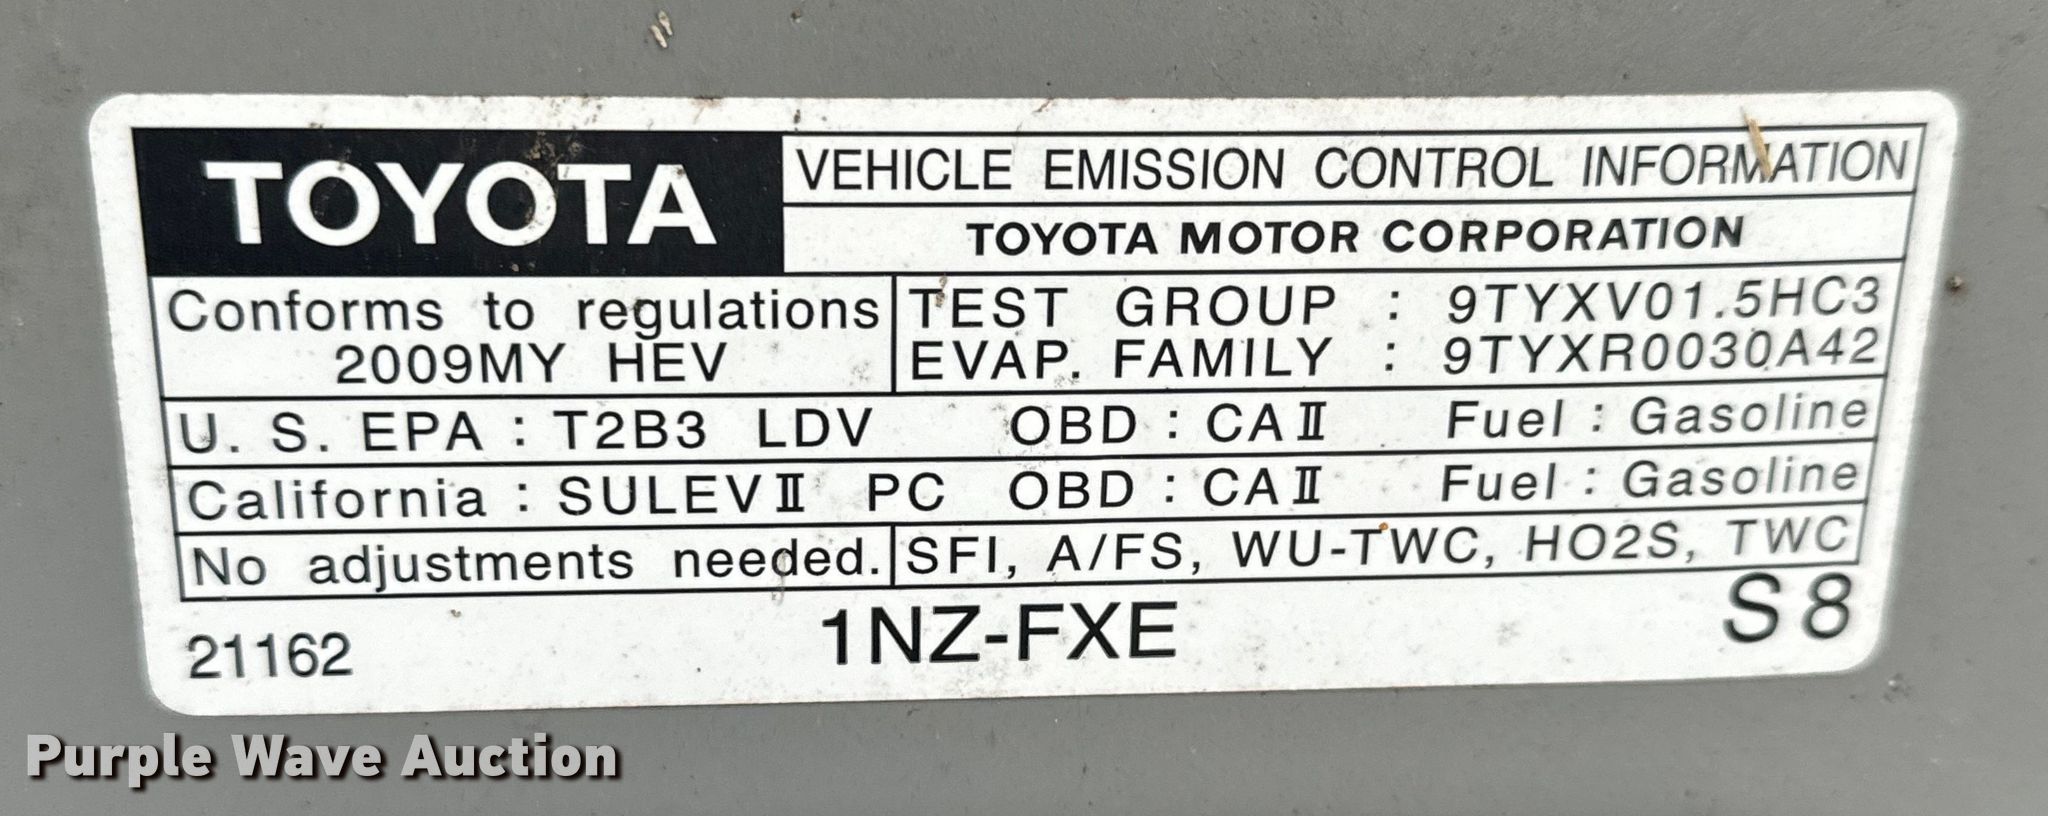 TOYOTA
VEHICLE EMISSION CONTROL INFORMATION
TOYOTA MOTOR CORPORATION
Conforms to regulations
2009MY HEV
TEST GROUP : 9TYXV01.5HC3
EVAP. FAMILY : 9TYXR0030A42
U. S. EPA : T2B3 LDV OBD : CAⅡ Fuel : Gasoline
California : SULEVⅡ PC OBD : CAⅡ Fuel : Gasoline
No adjustments needed.
SFI, A/FS, WU-TWC, HO2S, TWC
21162
1NZ-FXE
S8
Purple Wave Auction